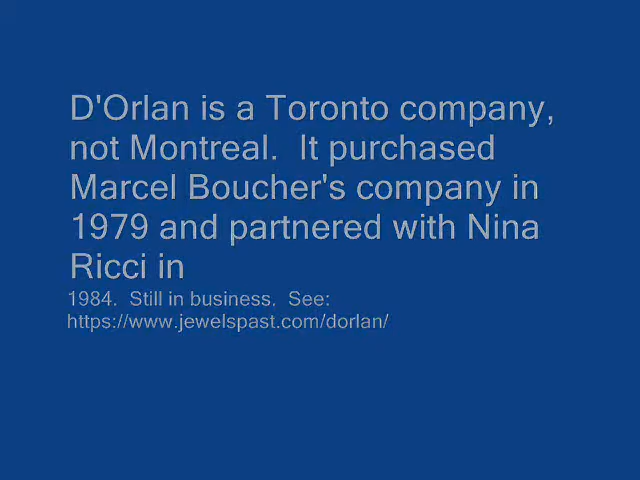 D'Orlan is a Toronto company,
not Montreal.  It purchased
Marcel Boucher's company in
1979 and partnered with Nina
Ricci in
1984.  Still in business.  See:
https://www.jewelspast.com/dorlan/